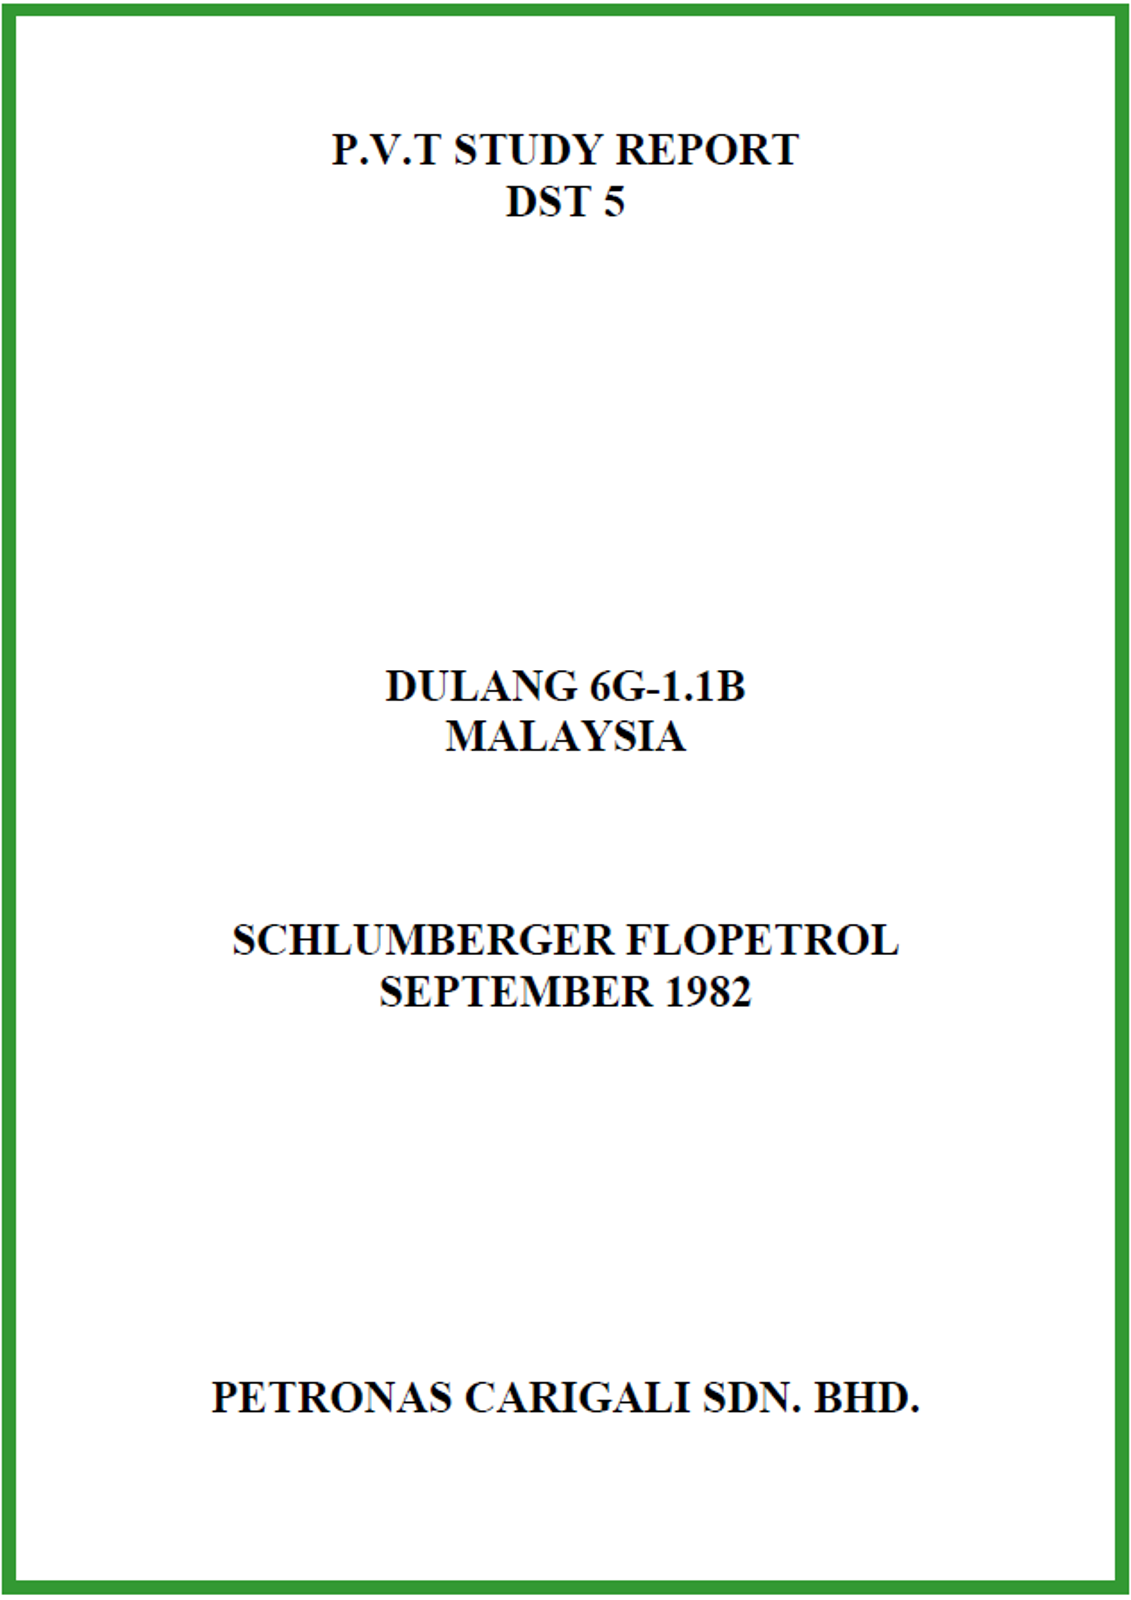 P.V.T STUDY REPORT
DST 5
DULANG 6G-1.1B
MALAYSIA
SCHLUMBERGER FLOPETROL
SEPTEMBER 1982
PETRONAS CARIGALI SDN. BHD.